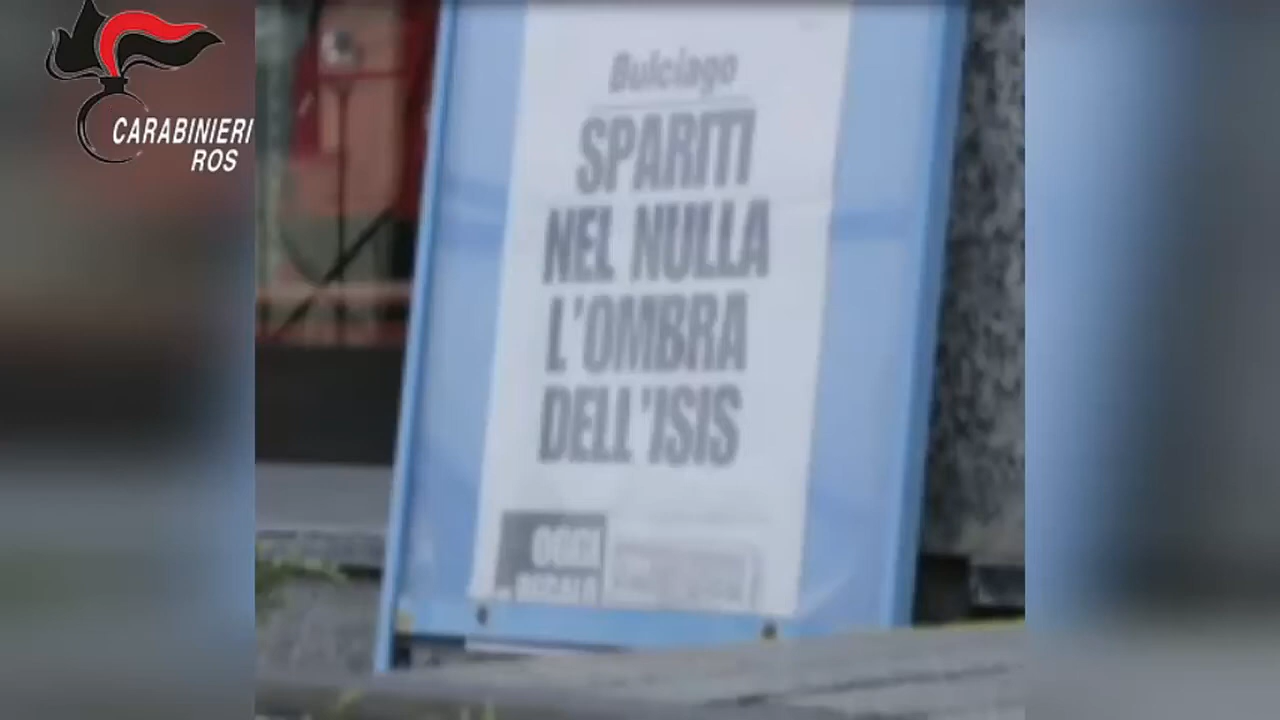 CARABINIERI
ROS
Bulciago
SPARITI
NEL NULLA
L'OMBRA
DELL'ISIS
OGGI